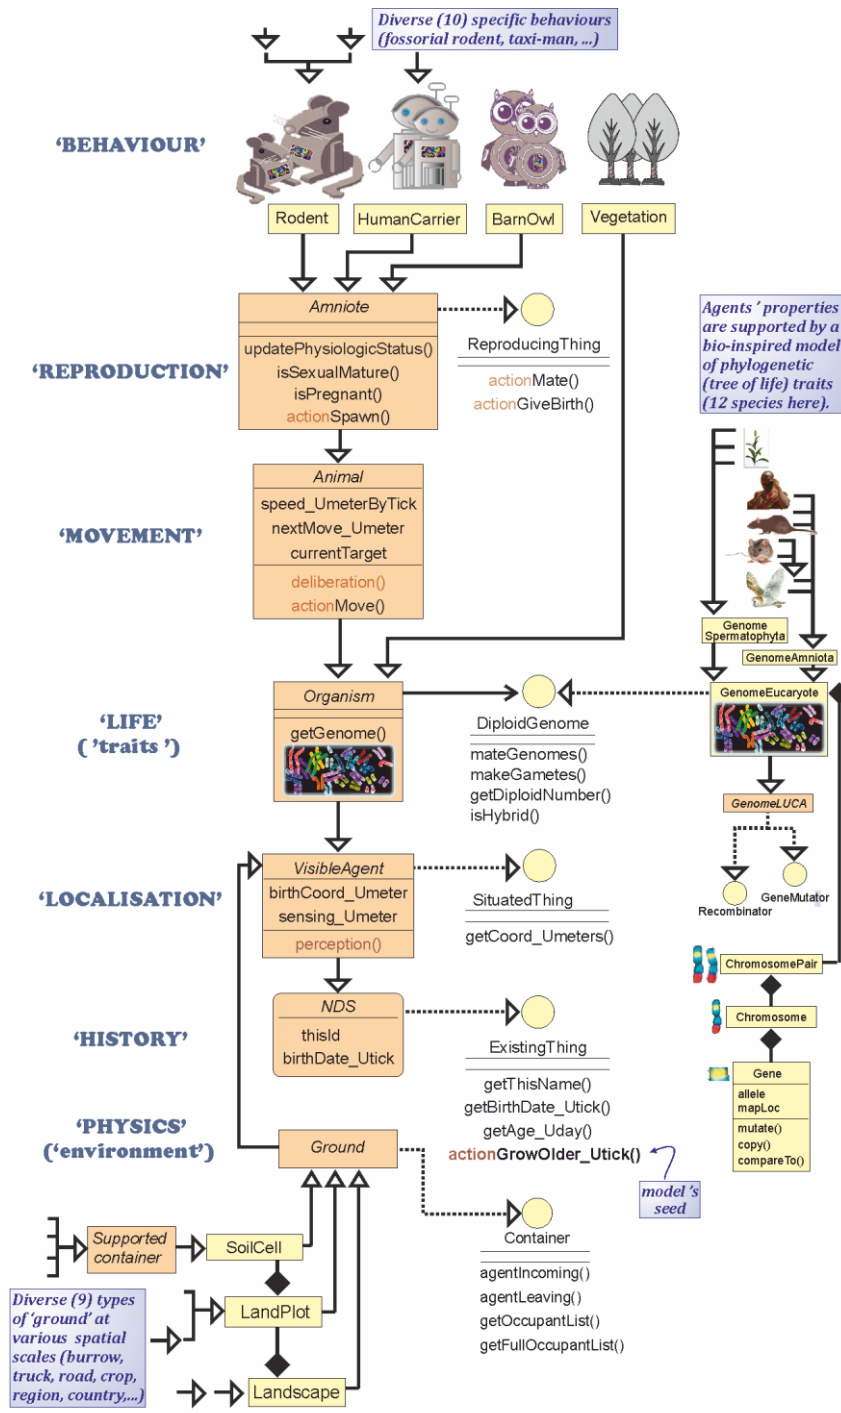 Diverse (10) specific behaviours
(fossorial rodent, taxi-man, ...)
‘BEHAVIOUR’
Rodent
HumanCarrier
BarnOwl
Vegetation
Amniote
updatePhysiologicStatus()
isSexualMature()
isPregnant()
actionSpawn()
ReproducingThing
actionMate()
actionGiveBirth()
‘REPRODUCTION’
Agents’ properties
are supported by a
bio-inspired model
of phylogenetic
(tree of life) traits
(12 species here).
Animal
speed_UmeterByTick
nextMove_Umeter
currentTarget
deliberation()
actionMove()
‘MOVEMENT’
Genome
Spermatophyta
GenomeAmniota
GenomeEucaryote
Organism
getGenome()
‘LIFE’
( ’traits ’)
DiploidGenome
mateGenomes()
makeGametes()
getDiploidNumber()
isHybrid()
GenomeLUCA
Recombinator
GeneMutator
VisibleAgent
birthCoord_Umeter
sensing_Umeter
perception()
‘LOCALISATION’
SituatedThing
getCoord_Umeters()
ChromosomePair
Chromosome
Gene
allele
mapLoc
mutate()
copy()
compareTo()
NDS
thisId
birthDate_Utick
‘HISTORY’
ExistingThing
getThisName()
getBirthDate_Utick()
getAge_Uday()
actionGrowOlder_Utick()
model’s
seed
‘PHYSICS’
(‘environment’)
Ground
Container
agentIncoming()
agentLeaving()
getOccupantList()
getFullOccupantList()
Supported
container
SoilCell
LandPlot
Landscape
Diverse (9) types
of ‘ground’ at
various spatial
scales (burrow,
truck, road, crop,
region, country,...)